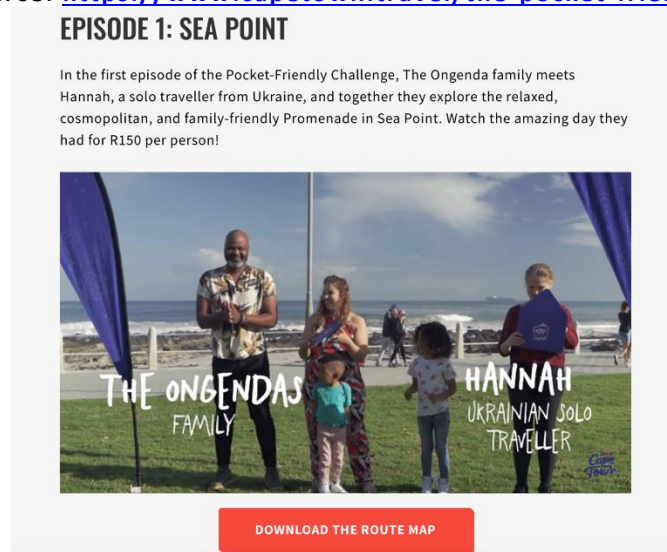 EPISODE 1: SEA POINT
In the first episode of the Pocket-Friendly Challenge, The Ongenda family meets
Hannah, a solo traveller from Ukraine, and together they explore the relaxed,
cosmopolitan, and family-friendly Promenade in Sea Point. Watch the amazing day they
had for R150 per person!
THE ONGENDAS
FAMILY
HANNAH
UKRAINIAN SOLO
TRAVELLER
Cape
Town
DOWNLOAD THE ROUTE MAP